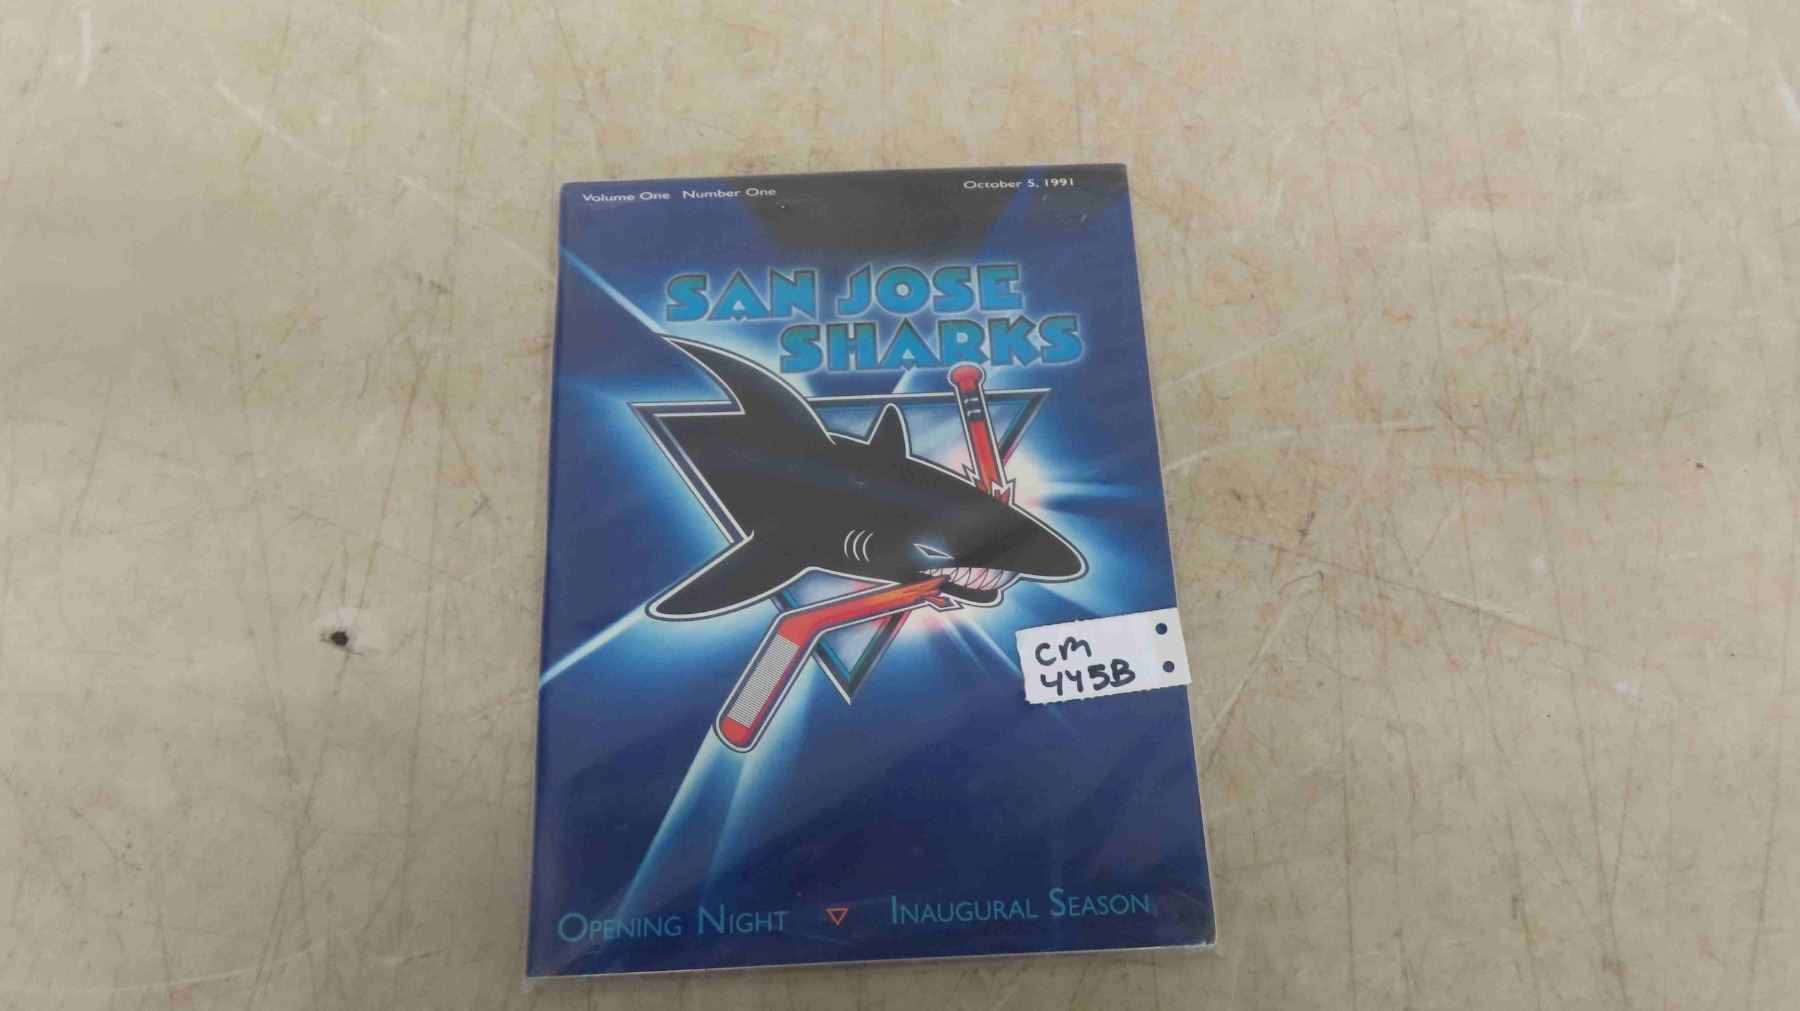 Volume One Number One October 5, 1991
SAN JOSE
SHARKS
CM
445B
OPENING NIGHT INAUGURAL SEASON